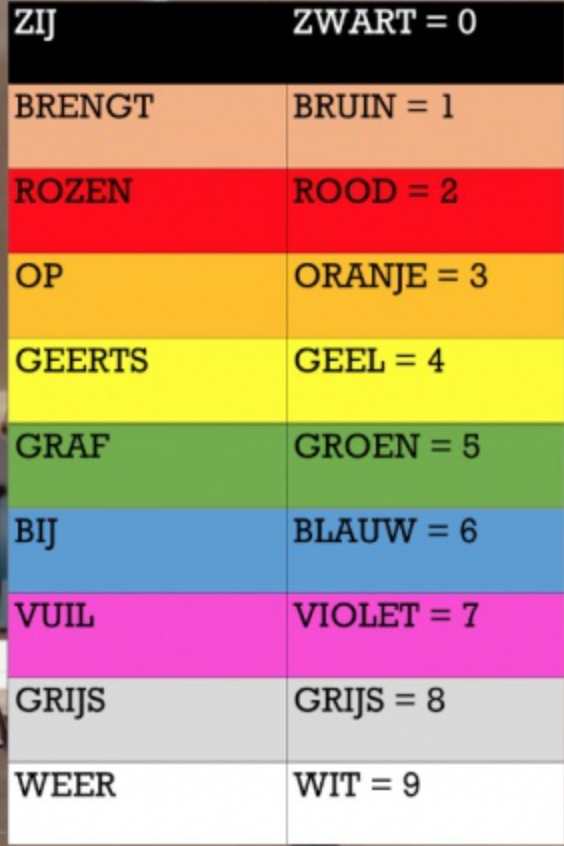 ZIJ ZWART = 0
BRENGT BRUIN = 1
ROZEN ROOD = 2
OP ORANJE = 3
GEERTS GEEL = 4
GRAF GROEN = 5
BIJ BLAUW = 6
VUIL VIOLET = 7
GRIJS GRIJS = 8
WEER WIT = 9